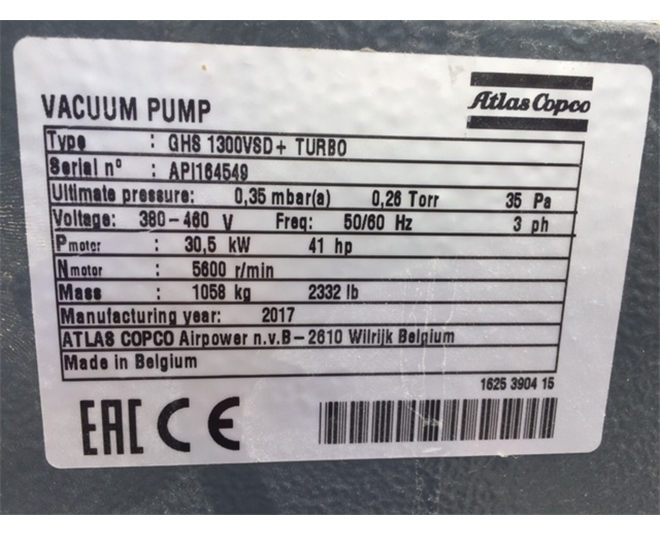 Atlas Copco
VACUUM PUMP
Type : GHS 1300VSD+ TURBO
Serial nº : API164549
Ultimate pressure: 0,35 mbar(a) 0,26 Torr 35 Pa
Voltage: 380-460 V Freq: 50/60 Hz 3 ph
Pmotor : 30,5 kW 41 hp
Nmotor : 5600 r/min
Mass : 1058 kg 2332 lb
Manufacturing year: 2017
ATLAS COPCO Airpower n.v.B-2610 Wilrijk Belgium
Made in Belgium
1625 3904 15
EAC CE